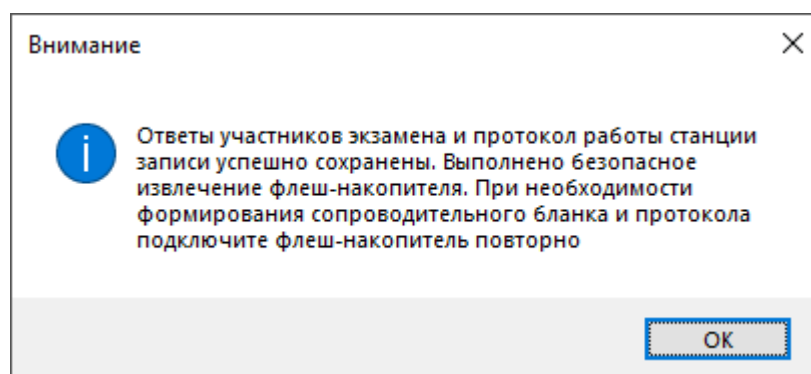 Внимание
Ответы участников экзамена и протокол работы станции
записи успешно сохранены. Выполнено безопасное
извлечение флеш-накопителя. При необходимости
формирования сопроводительного бланка и протокола
подключите флеш-накопитель повторно
ОК